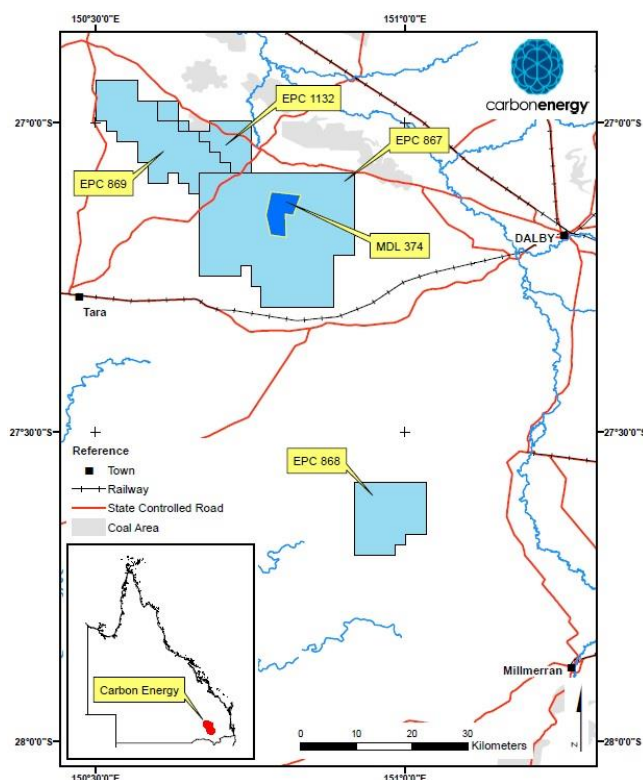 150°30'0"E
151°0'0"E
carbonenergy
27°0'0"S
27°0'0"S
EPC 1132
EPC 867
EPC 869
MDL 374
DALBY
Tara
27°30'0"S
27°30'0"S
EPC 868
Reference
Town
Railway
State Controlled Road
Coal Area
Carbon Energy
Millmerran
0 10 20 30
Kilometers
N
28°0'0"S
28°0'0"S
150°30'0"E
151°0'0"E